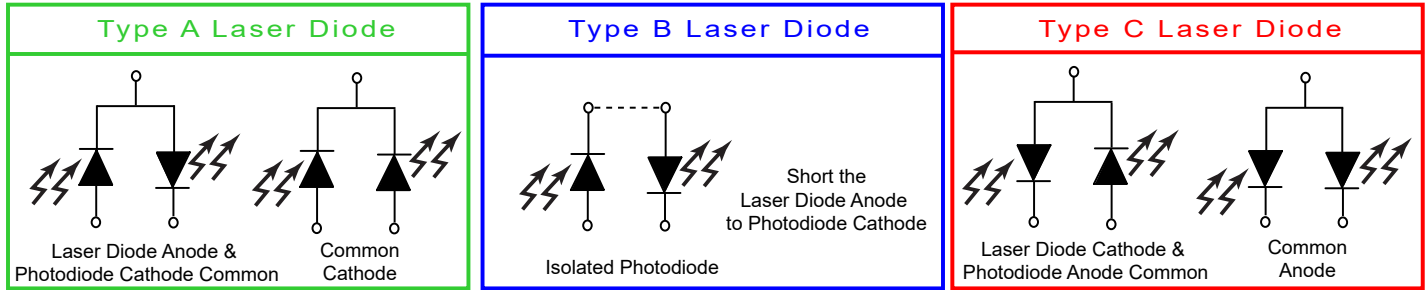 Type A Laser Diode
Laser Diode Anode &
Photodiode Cathode Common
Common
Cathode
Type B Laser Diode
Isolated Photodiode
Short the
Laser Diode Anode
to Photodiode Cathode
Type C Laser Diode
Laser Diode Cathode &
Photodiode Anode Common
Common
Anode